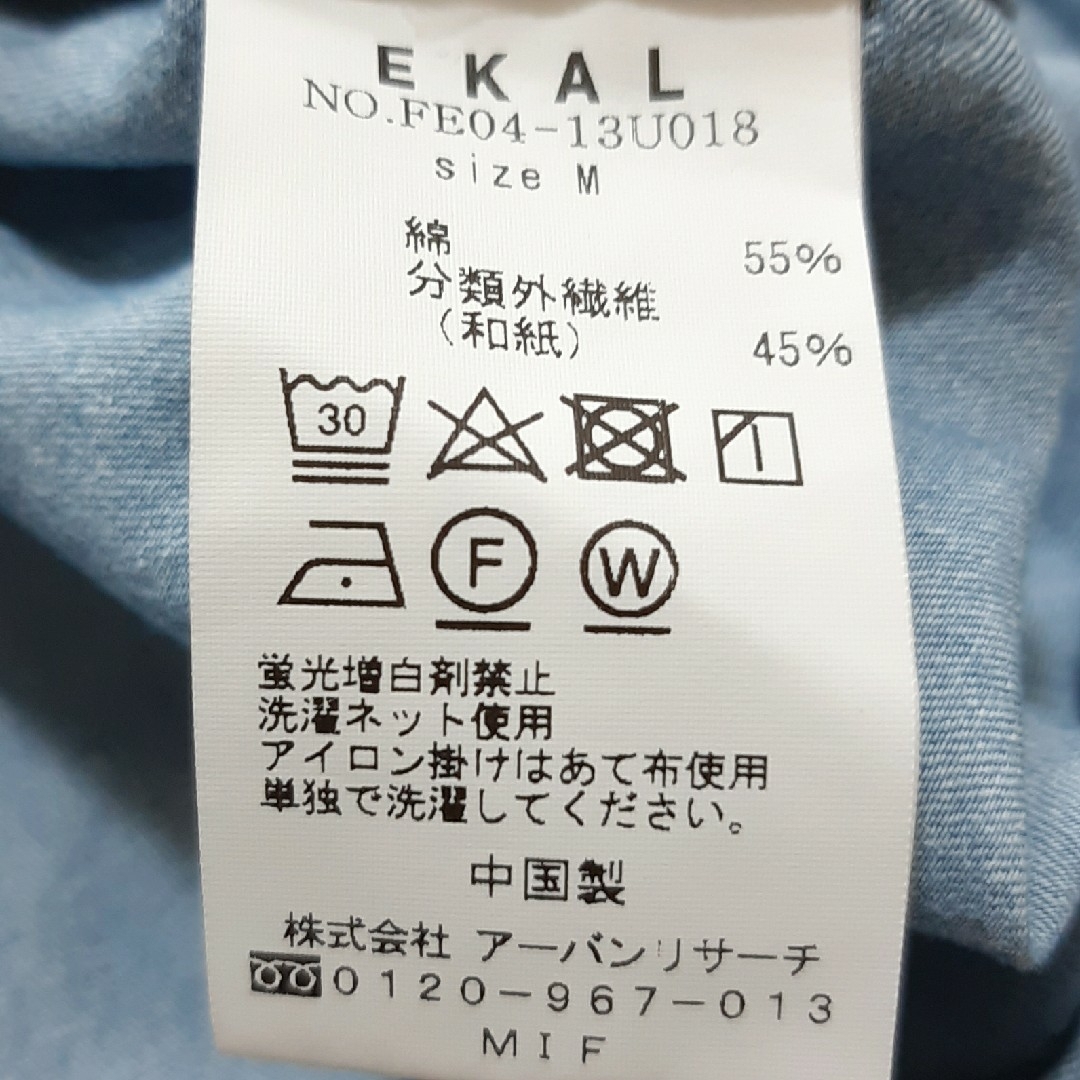 EKAL
NO.FE04-13U018
size M
綿 55%
分類外繊維
（和紙） 45%
30
F W
蛍光増白剤禁止
洗濯ネット使用
アイロン掛けはあて布使用
単独で洗濯してください。
中国製
株式会社 アーバンリサーチ
0120-967-013
MIF